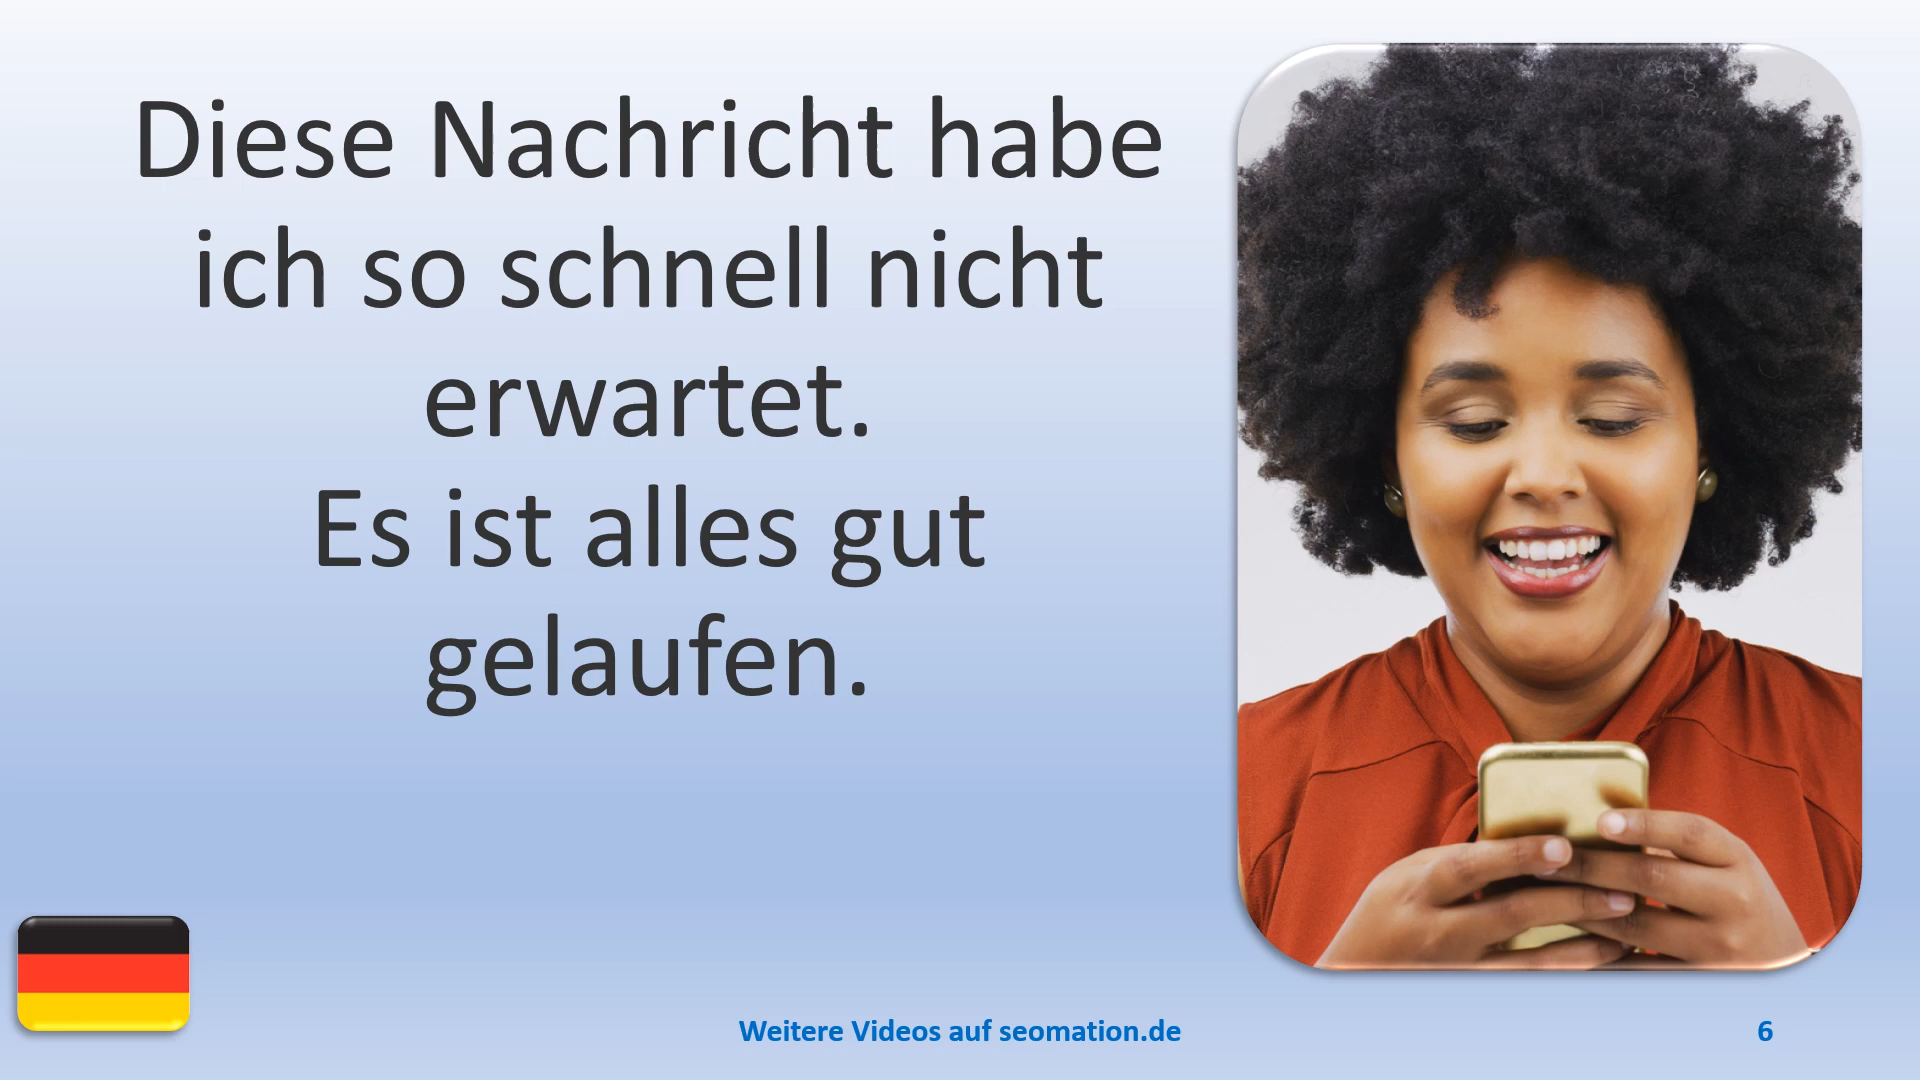 Diese Nachricht habe
ich so schnell nicht
erwartet.
Es ist alles gut
gelaufen.
Weitere Videos auf seomation.de
6